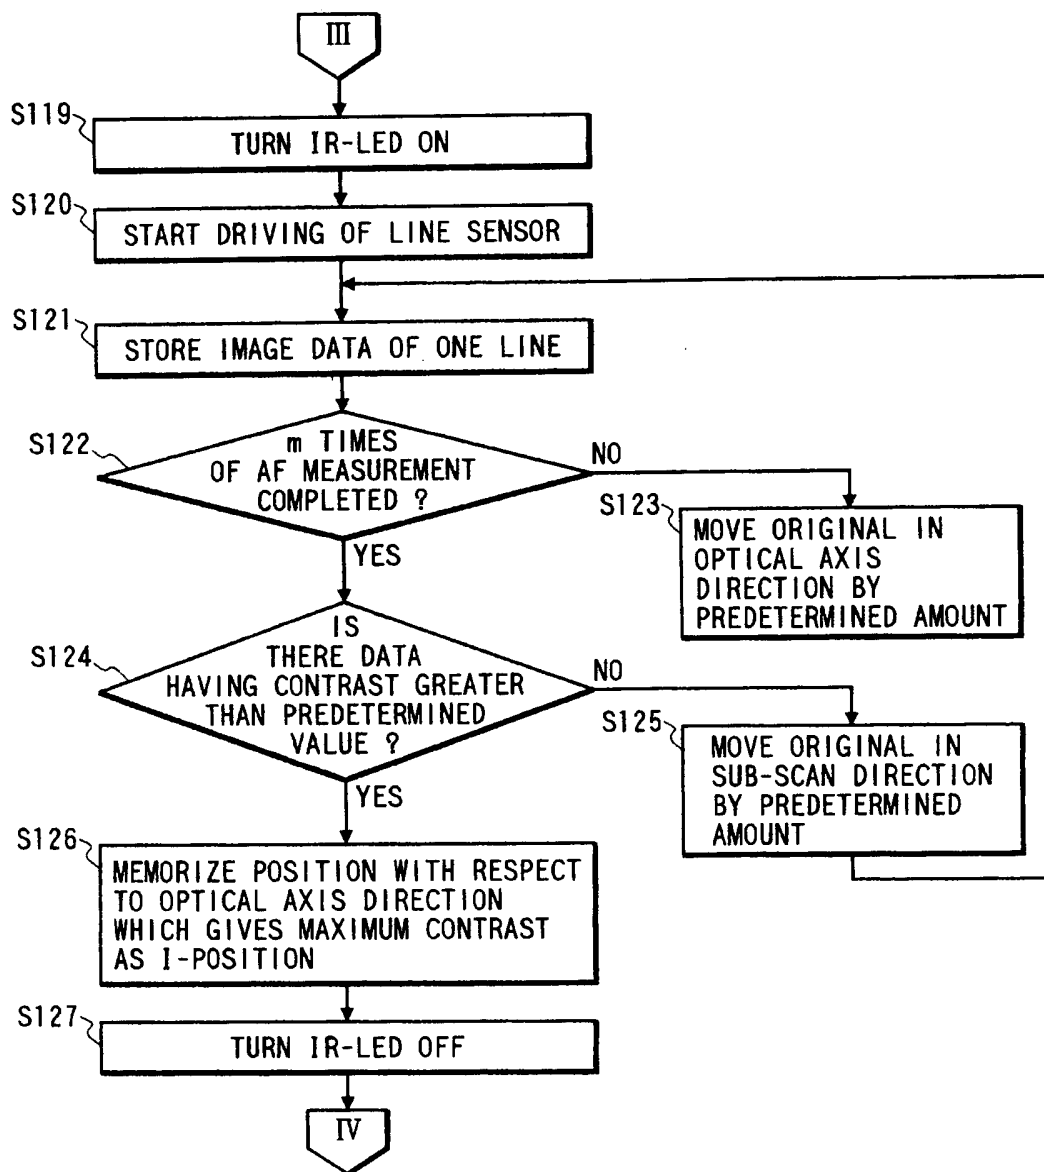 III
S119
TURN IR-LED ON
S120
START DRIVING OF LINE SENSOR
S121
STORE IMAGE DATA OF ONE LINE
S122
m TIMES
OF AF MEASUREMENT
COMPLETED ?
NO
YES
S123
MOVE ORIGINAL IN
OPTICAL AXIS
DIRECTION BY
PREDETERMINED AMOUNT
S124
IS
THERE DATA
HAVING CONTRAST GREATER
THAN PREDETERMINED
VALUE ?
NO
YES
S125
MOVE ORIGINAL IN
SUB-SCAN DIRECTION
BY PREDETERMINED
AMOUNT
S126
MEMORIZE POSITION WITH RESPECT
TO OPTICAL AXIS DIRECTION
WHICH GIVES MAXIMUM CONTRAST
AS I-POSITION
S127
TURN IR-LED OFF
IV